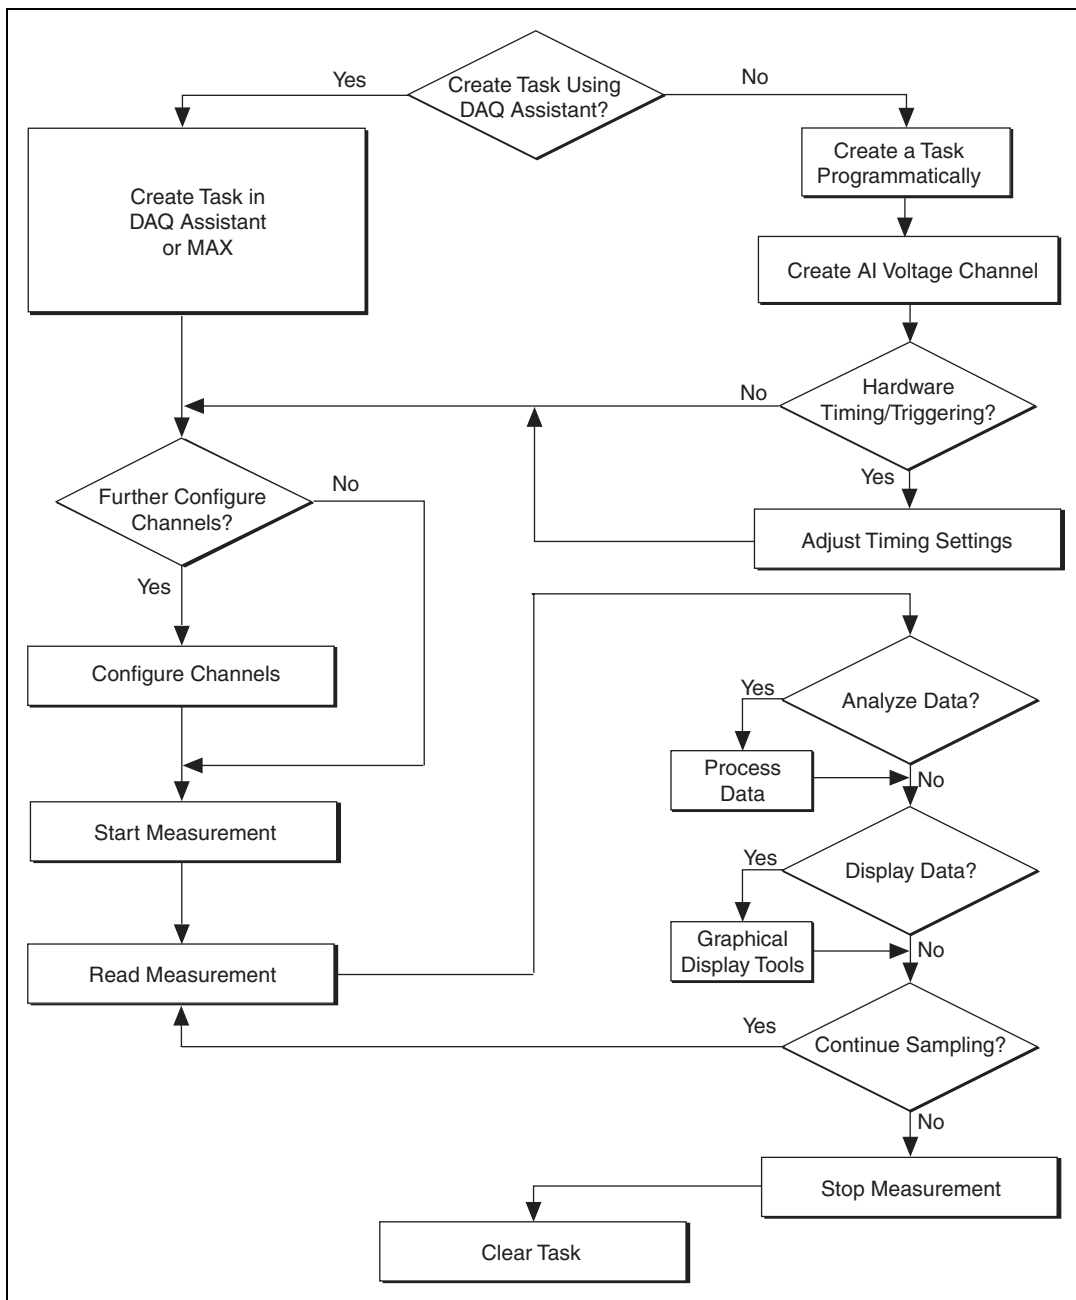 Create Task Using
DAQ Assistant?
Yes
No
Create Task in
DAQ Assistant
or MAX
Create a Task
Programmatically
Create AI Voltage Channel
Hardware
Timing/Triggering?
No
Yes
Adjust Timing Settings
Further Configure
Channels?
No
Yes
Configure Channels
Start Measurement
Read Measurement
Analyze Data?
Yes
No
Process
Data
Display Data?
Yes
No
Graphical
Display Tools
Continue Sampling?
Yes
No
Stop Measurement
Clear Task